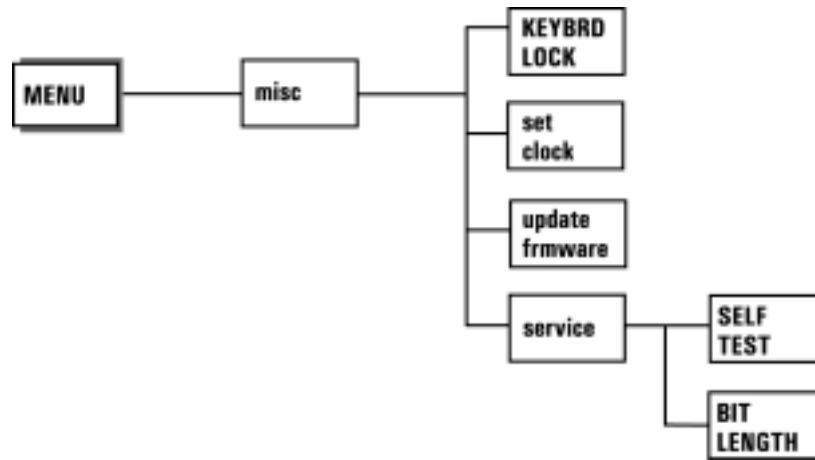 MENU
misc
KEYBRD
LOCK
set
clock
update
frmware
service
SELF
TEST
BIT
LENGTH